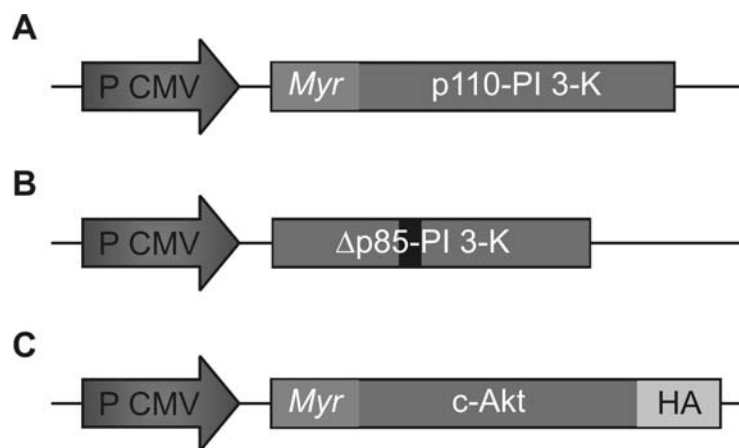 A
P CMV Myr p110-PI 3-K
B
P CMV Δp85-PI 3-K
C
P CMV Myr c-Akt HA